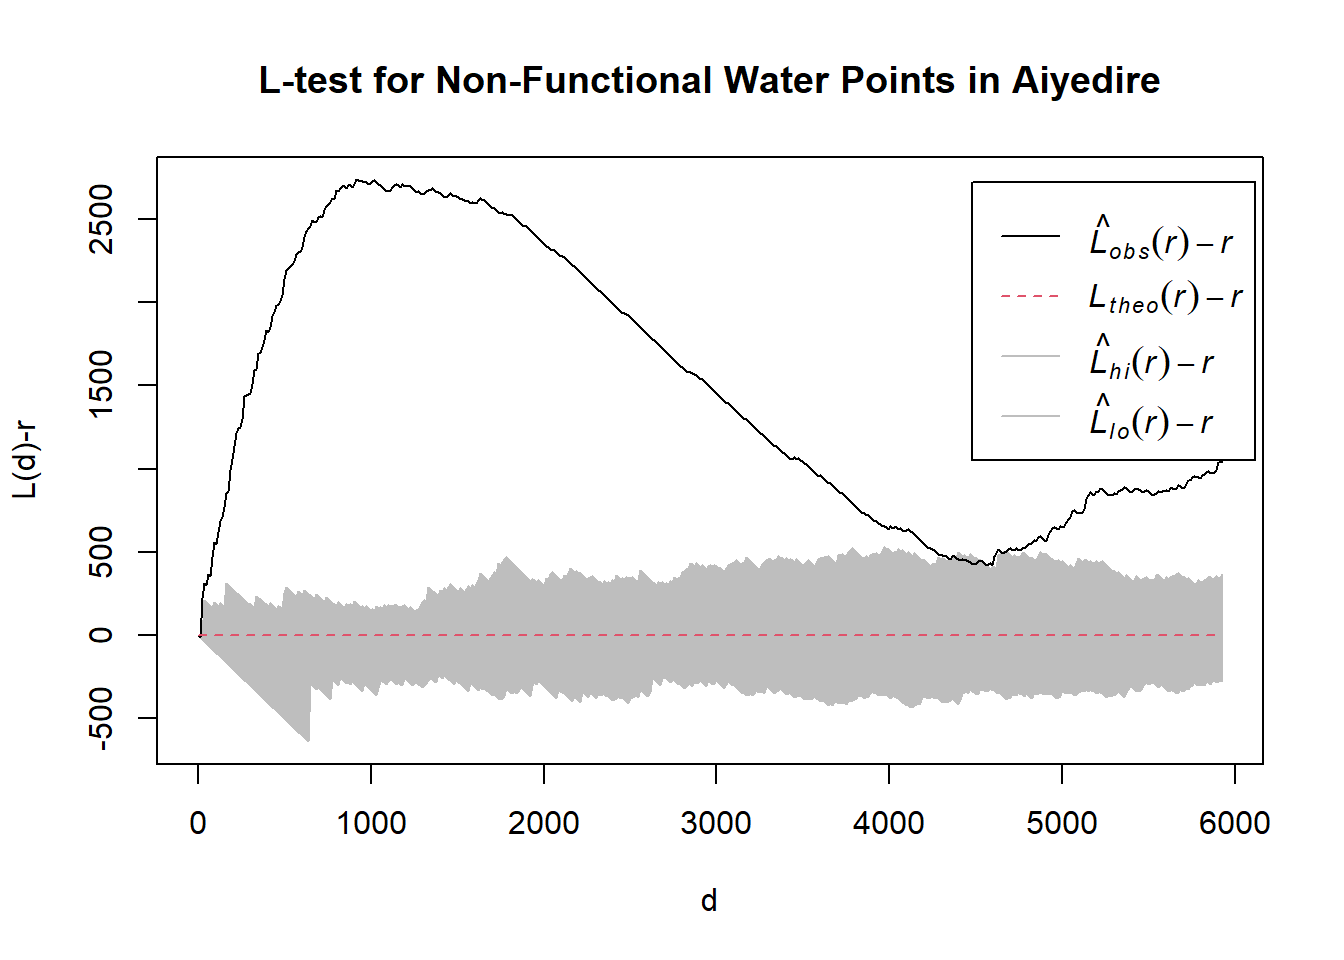 L-test for Non-Functional Water Points in Aiyedire
L(d)-r
2500
1500
500
0
-500
L̂obs(r) – r
Ltheo(r) – r
L̂hi(r) – r
L̂lo(r) – r
0 1000 2000 3000 4000 5000 6000
d